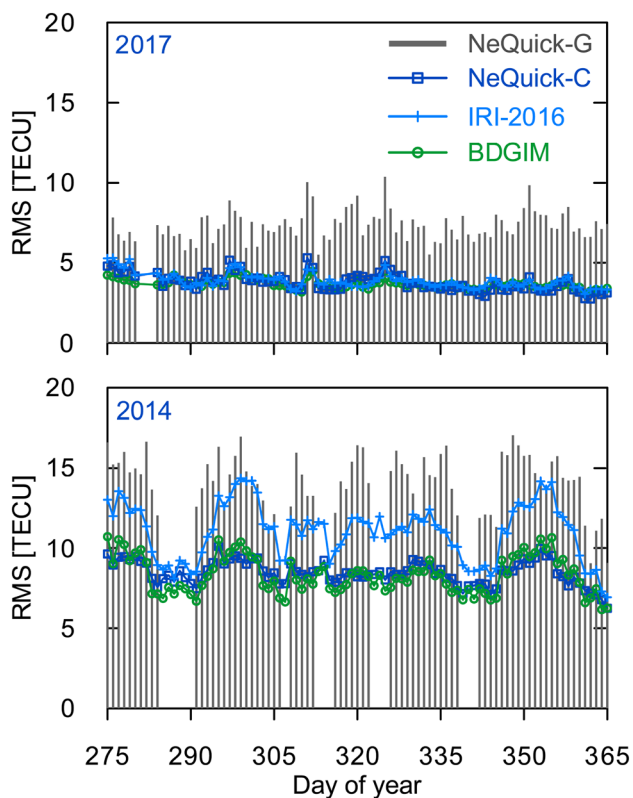 20
2017
NeQuick-G
NeQuick-C
15
IRI-2016
BDGIM
RMS [TECU]
10
5
0
20
2014
15
RMS [TECU]
10
5
0
275 290 305 320 335 350 365
Day of year